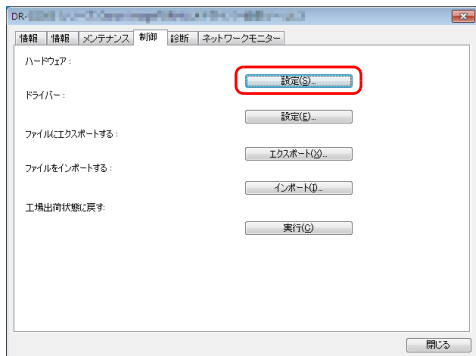 DR-
情報 情報 メンテナンス 制御 診断 ネットワークモニター
ハードウェア :
設定(S)...
ドライバー :
設定(E)...
ファイルにエクスポートする :
エクスポート(X)...
ファイルをインポートする :
インポート(I)...
工場出荷状態に戻す:
実行(C)
閉じる